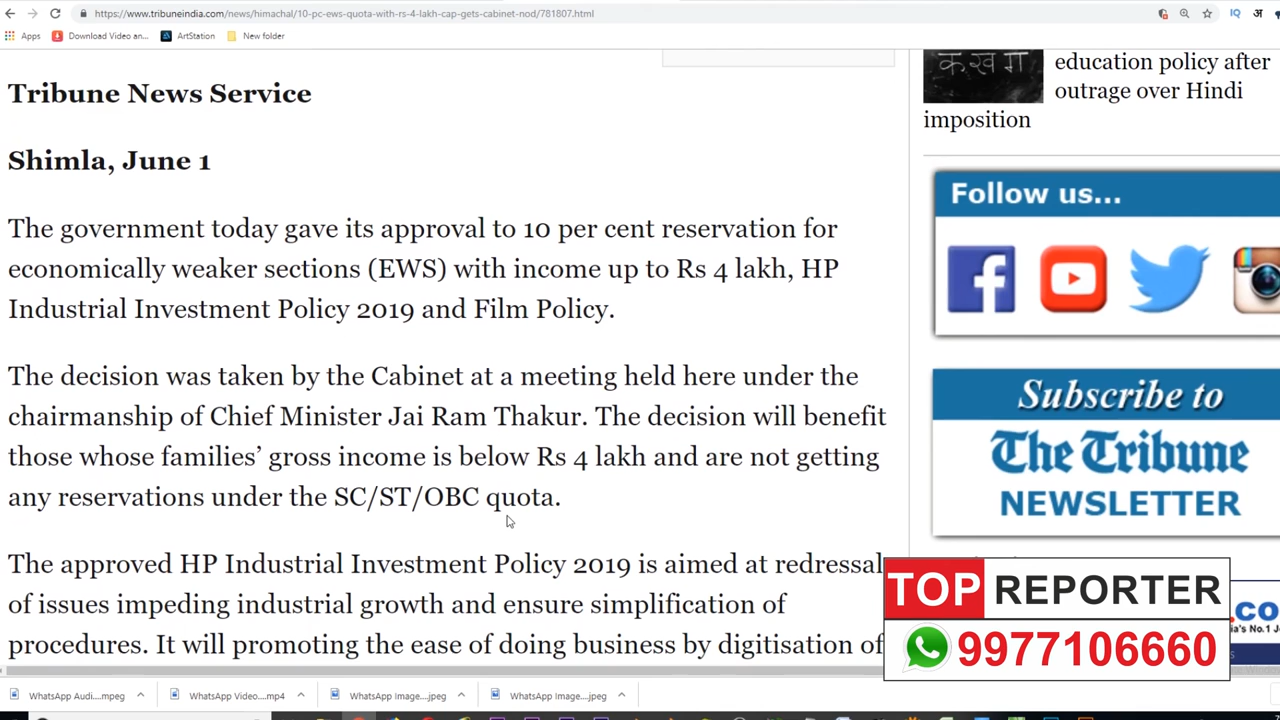 https://www.tribuneindia.com/news/himachal/10-pc-ews-quota-with-rs-4-lakh-cap-gets-cabinet-nod/781807.html
IQ अ
Apps Download Video an... ArtStation New folder
Tribune News Service
Shimla, June 1
The government today gave its approval to 10 per cent reservation for
economically weaker sections (EWS) with income up to Rs 4 lakh, HP
Industrial Investment Policy 2019 and Film Policy.
The decision was taken by the Cabinet at a meeting held here under the
chairmanship of Chief Minister Jai Ram Thakur. The decision will benefit
those whose families’ gross income is below Rs 4 lakh and are not getting
any reservations under the SC/ST/OBC quota.
The approved HP Industrial Investment Policy 2019 is aimed at redressal
of issues impeding industrial growth and ensure simplification of
procedures. It will promoting the ease of doing business by digitisation of
क ख ग
education policy after
outrage over Hindi
imposition
Follow us...
Subscribe to
The Tribune
NEWSLETTER
.co
a's No.1 J
TOP REPORTER
9977106660
WhatsApp Audi....mpeg WhatsApp Video....mp4 WhatsApp Image....jpeg WhatsApp Image....jpeg